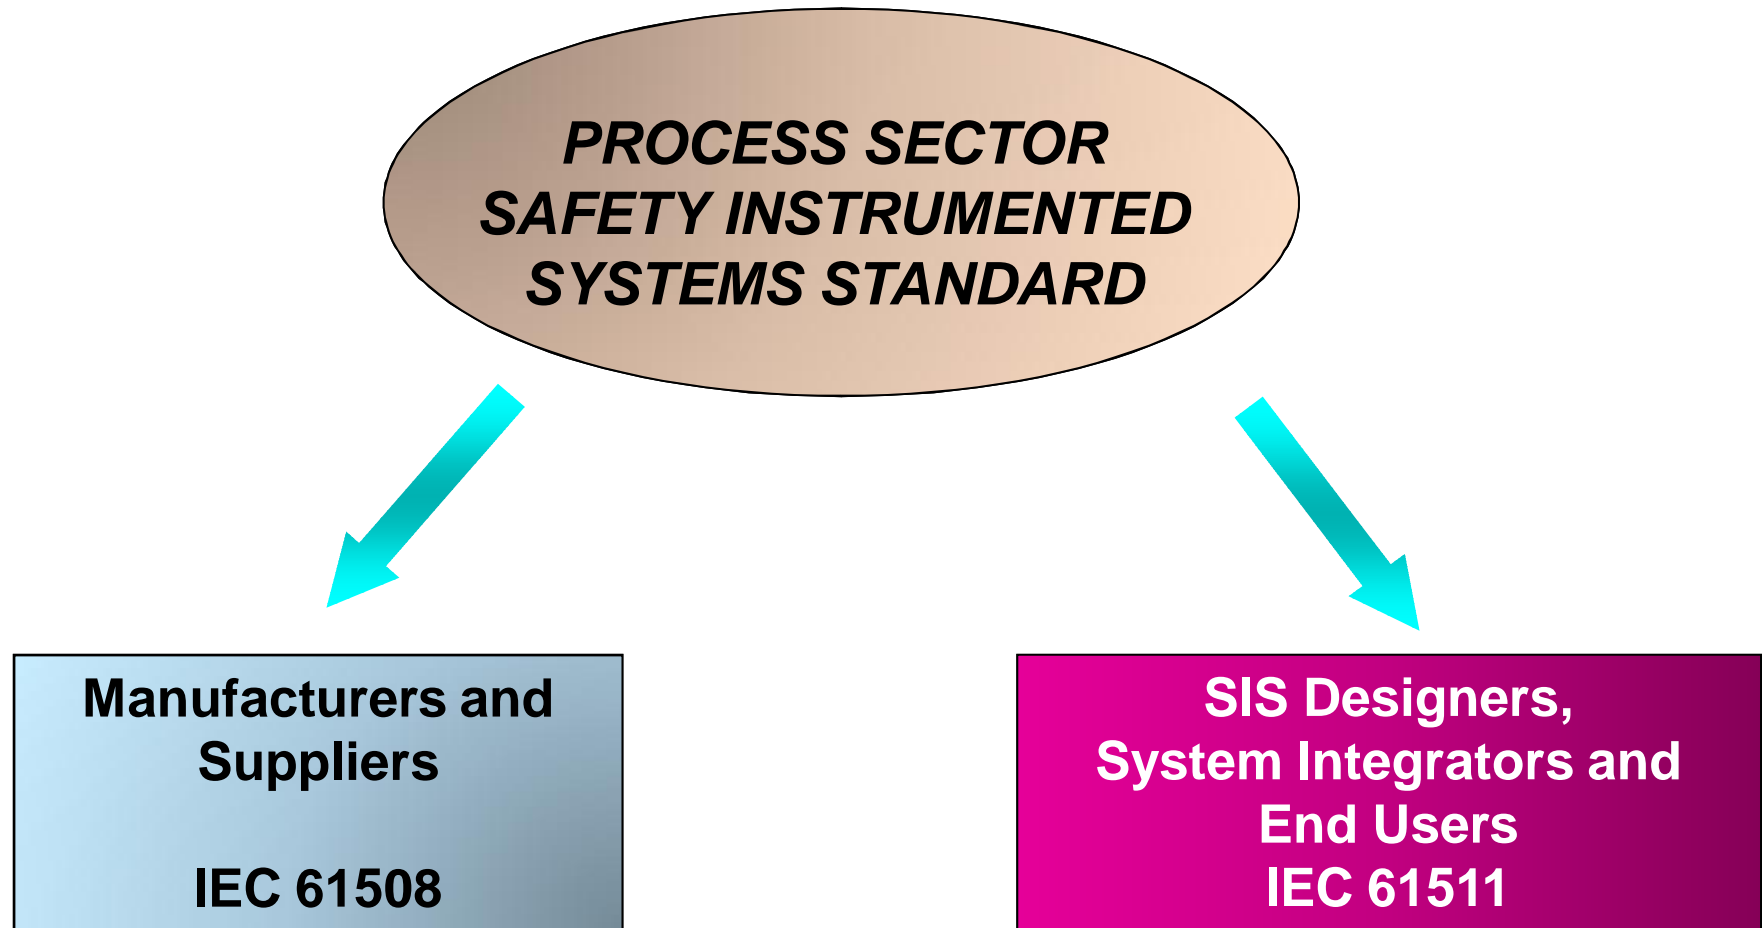 PROCESS SECTOR
SAFETY INSTRUMENTED
SYSTEMS STANDARD
Manufacturers and
Suppliers
IEC 61508
SIS Designers,
System Integrators and
End Users
IEC 61511